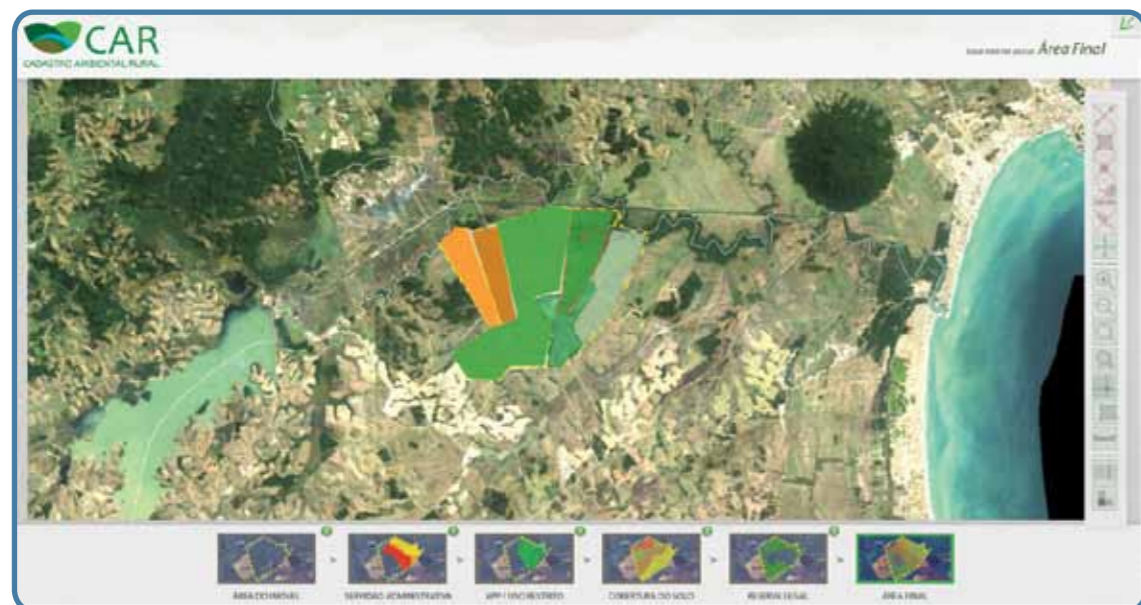 CAR
CADASTRO AMBIENTAL RURAL
Área Final
ÁREA DO IMÓVEL
SERVIDÃO ADMINISTRATIVA
APP / USO RESTRITO
COBERTURA DO SOLO
RESERVA LEGAL
ÁREA FINAL